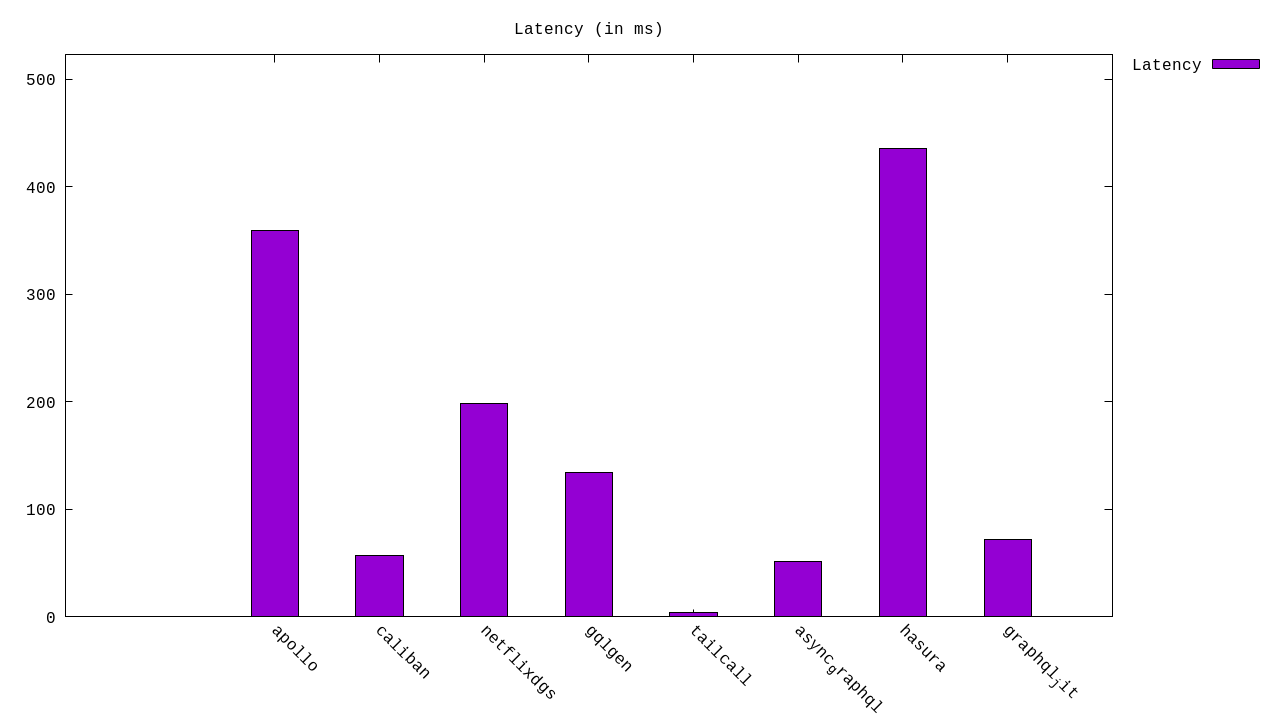 Latency (in ms)
Latency
500
400
300
200
100
0
apollo
caliban
netflixdgs
gqlgen
tailcall
async_graphql
hasura
graphql_jit